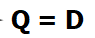 Q = D